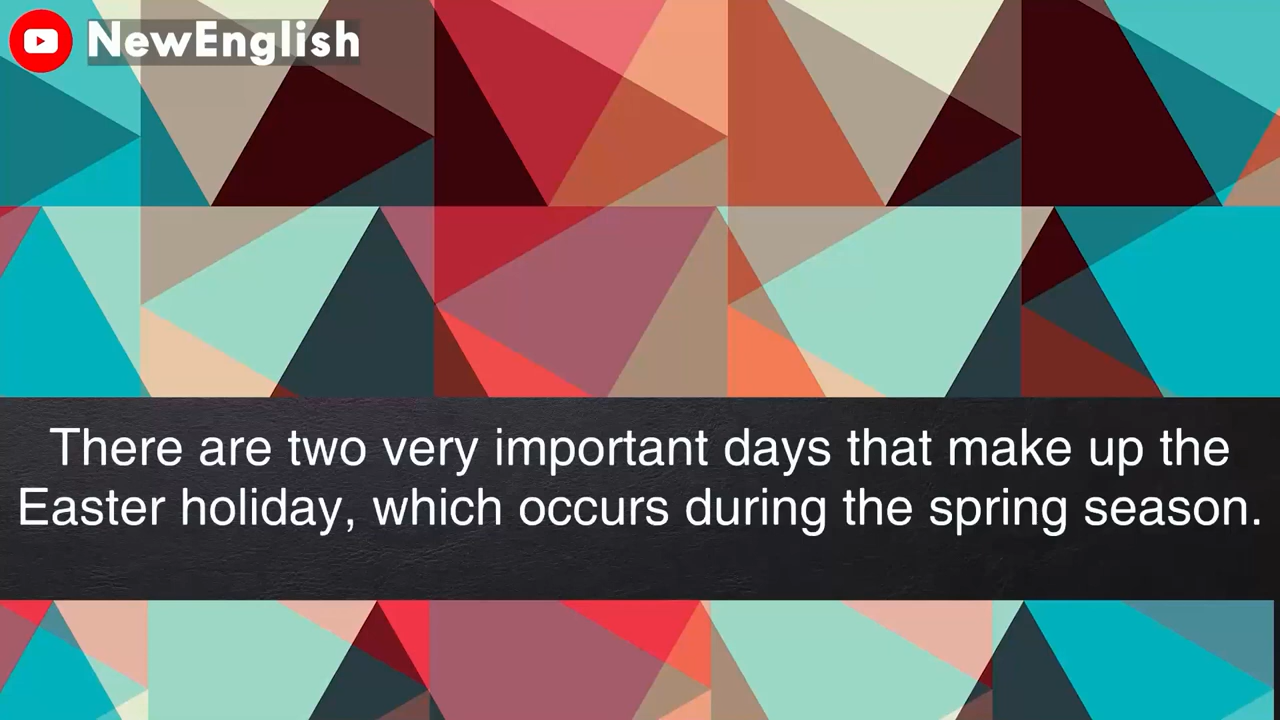 NewEnglish
There are two very important days that make up the
Easter holiday, which occurs during the spring season.